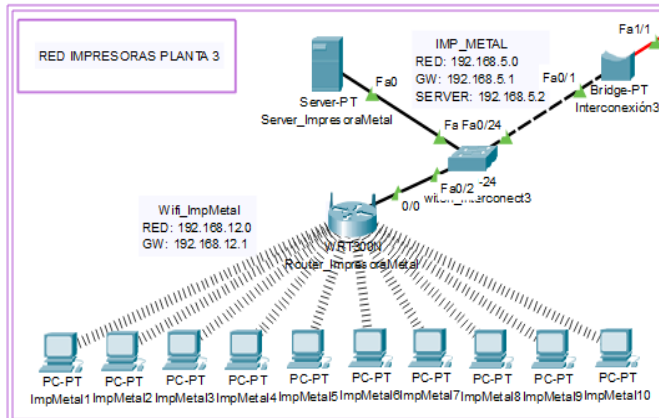 Fa1/1
RED IMPRESORAS PLANTA 3
IMP_METAL
RED: 192.168.5.0
GW: 192.168.5.1
SERVER: 192.168.5.2
Fa0/1
Bridge-PT
Interconexión3
Fa0
Server-PT
Server_ImpresoraMetal
Fa Fa0/24
Fa0/2
-24
0/0
Wifi_ImpMetal
RED: 192.168.12.0
GW: 192.168.12.1
WRT300N
Router_ImpresoraMetal
PC-PT PC-PT PC-PT PC-PT PC-PT PC-PT PC-PT PC-PT PC-PT PC-PT
ImpMetal1 ImpMetal2 ImpMetal3 ImpMetal4 ImpMetal5 ImpMetal6 ImpMetal7 ImpMetal8 ImpMetal9 ImpMetal10